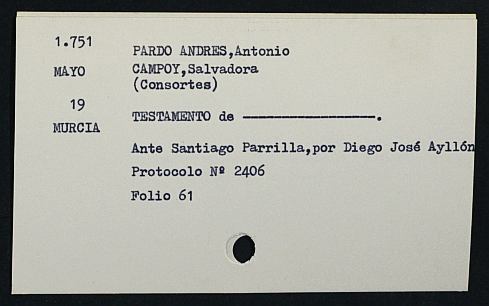 1.751
PARDO ANDRES,Antonio
MAYO
CAMPOY,Salvadora
(Consortes)
19
MURCIA
TESTAMENTO de ——————————.
Ante Santiago Parrilla,por Diego José Ayllón
Protocolo Nº 2406
Folio 61